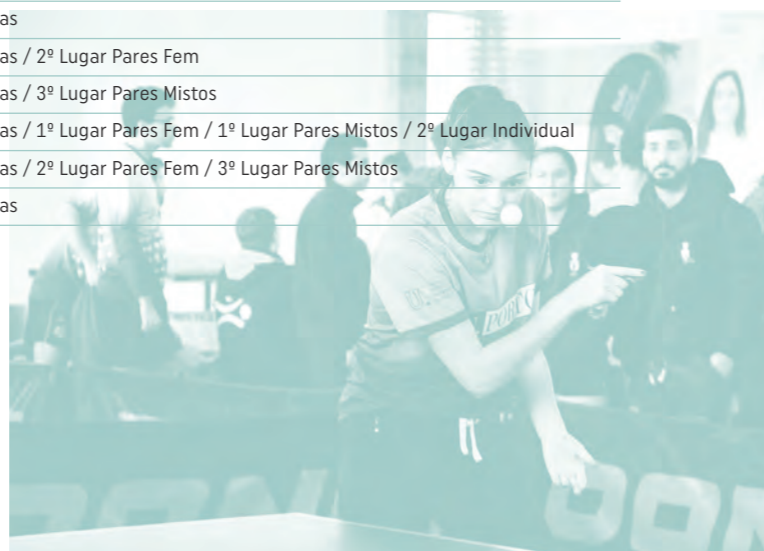 as
as / 2º Lugar Pares Fem
as / 3º Lugar Pares Mistos
as / 1º Lugar Pares Fem / 1º Lugar Pares Mistos / 2º Lugar Individual
as / 2º Lugar Pares Fem / 3º Lugar Pares Mistos
as